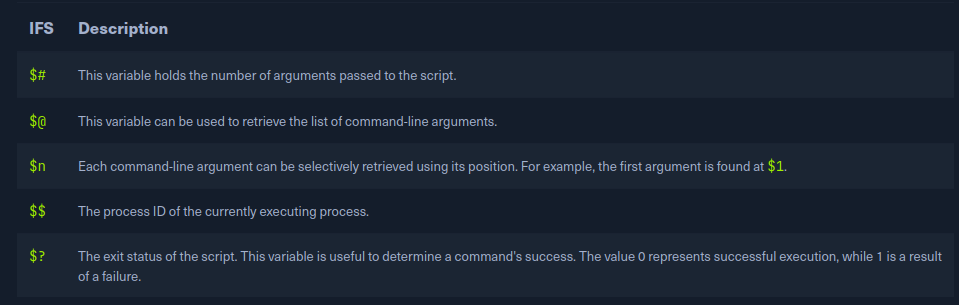 IFS Description
$# This variable holds the number of arguments passed to the script.
$@ This variable can be used to retrieve the list of command-line arguments.
$n Each command-line argument can be selectively retrieved using its position. For example, the first argument is found at $1.
$$ The process ID of the currently executing process.
$? The exit status of the script. This variable is useful to determine a command's success. The value 0 represents successful execution, while 1 is a result
of a failure.